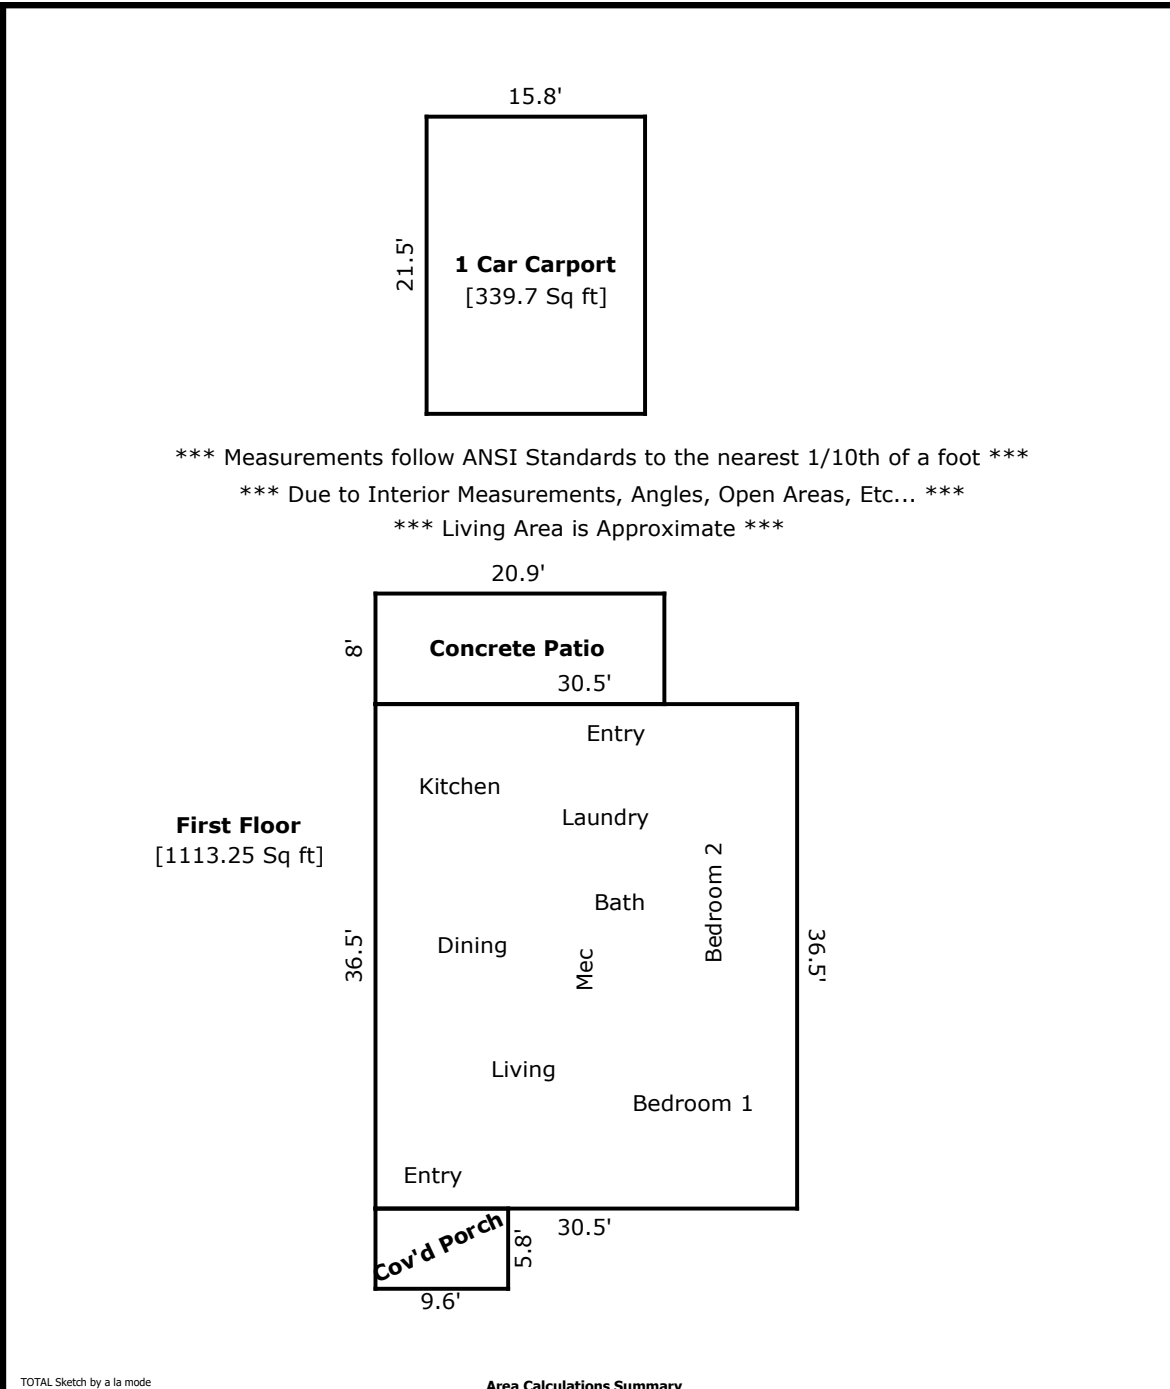 15.8'
21.5'
1 Car Carport
[339.7 Sq ft]
*** Measurements follow ANSI Standards to the nearest 1/10th of a foot ***
*** Due to Interior Measurements, Angles, Open Areas, Etc... ***
*** Living Area is Approximate ***
20.9'
8'
Concrete Patio
30.5'
Entry
Kitchen
Laundry
First Floor
[1113.25 Sq ft]
Bedroom 2
Bath
Dining
36.5'
Mec
36.5'
Living
Bedroom 1
Entry
Cov'd Porch
5.8'
30.5'
9.6'
TOTAL Sketch by a la mode
Area Calculations Summary